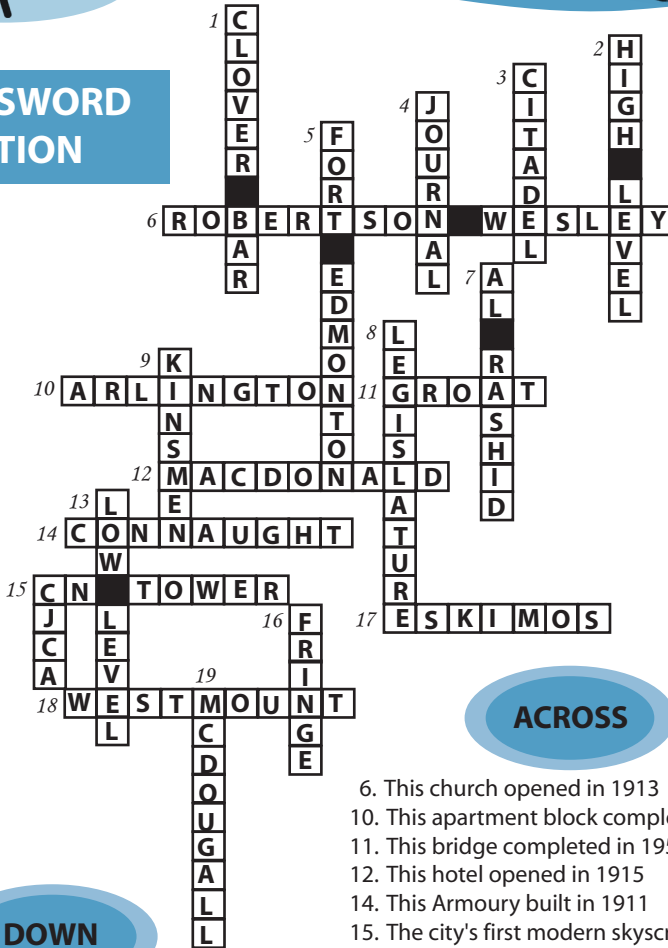 SWORD
TION
1 CLOVER BAR
2 HIGH LEVEL
3 CITADEL
4 JOURNAL
5 FORT EDMONTON
6 ROBERTSON WESLEY
7 AL RASHID
8 LEGISLATURE
9 KINSMEN
10 ARLINGTON
11 GROAT
12 MACDONALD
13 LOW LEVEL
14 CONNAUGHT
15 CN TOWER
CJCA
16 FRINGE
17 ESKIMOS
18 WESTMOUNT
19 MCDOUGALL
ACROSS
6. This church opened in 1913
10. This apartment block comple
11. This bridge completed in 195
12. This hotel opened in 1915
14. This Armoury built in 1911
15. The city's first modern skyscr
DOWN